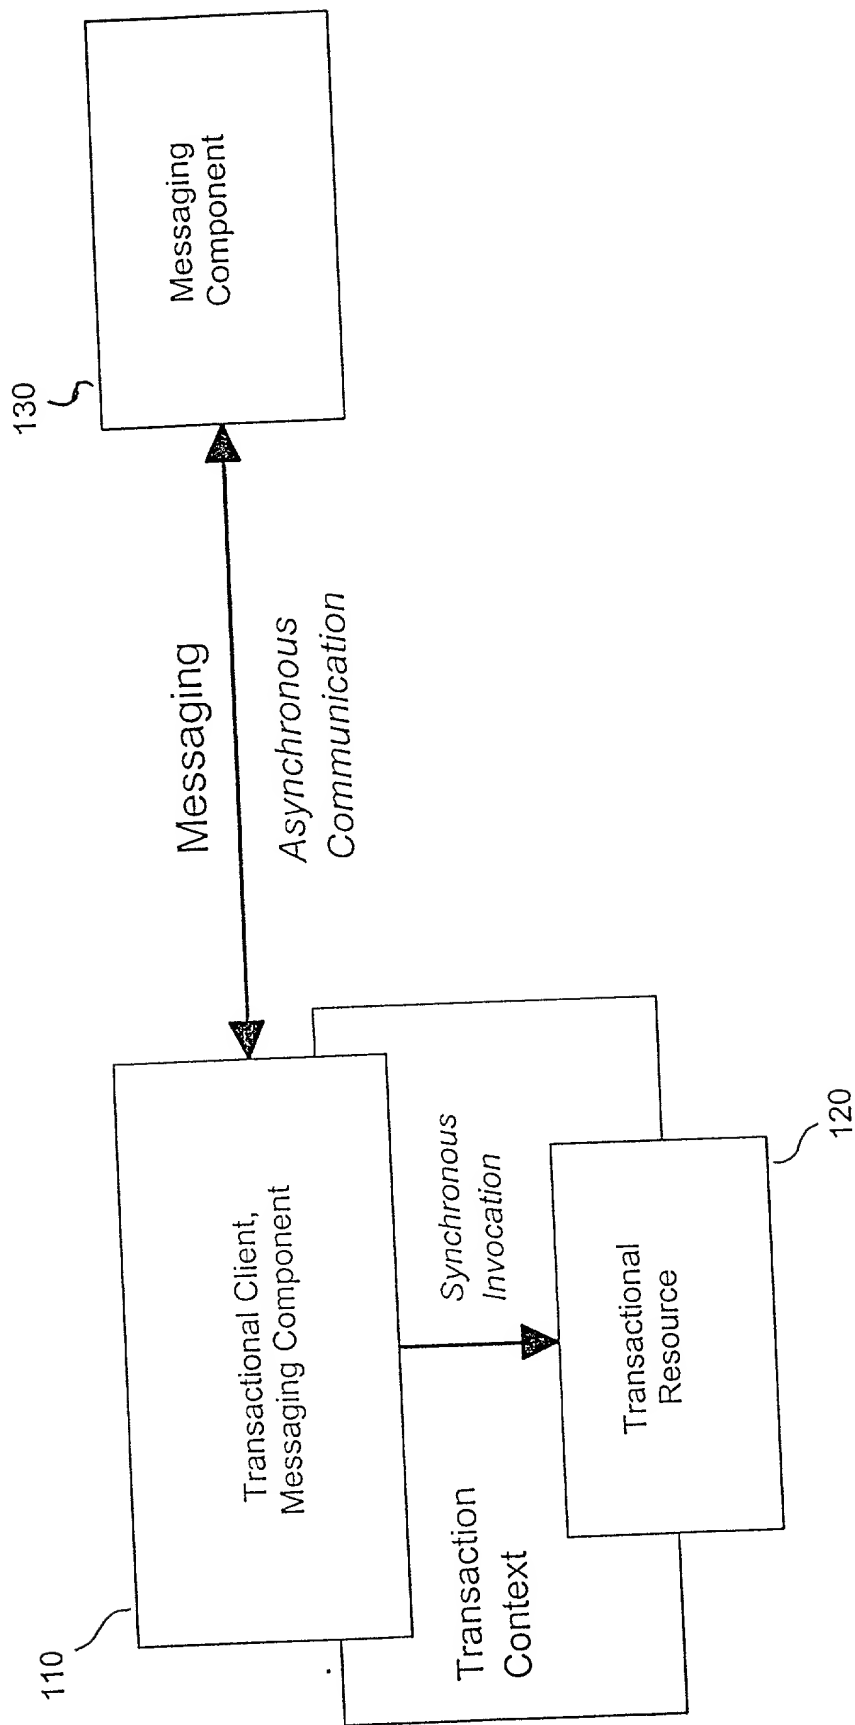 110
Transactional Client,
Messaging Component
Messaging
Asynchronous
Communication
130
Messaging
Component
Transaction
Context
Synchronous
Invocation
Transactional
Resource
120